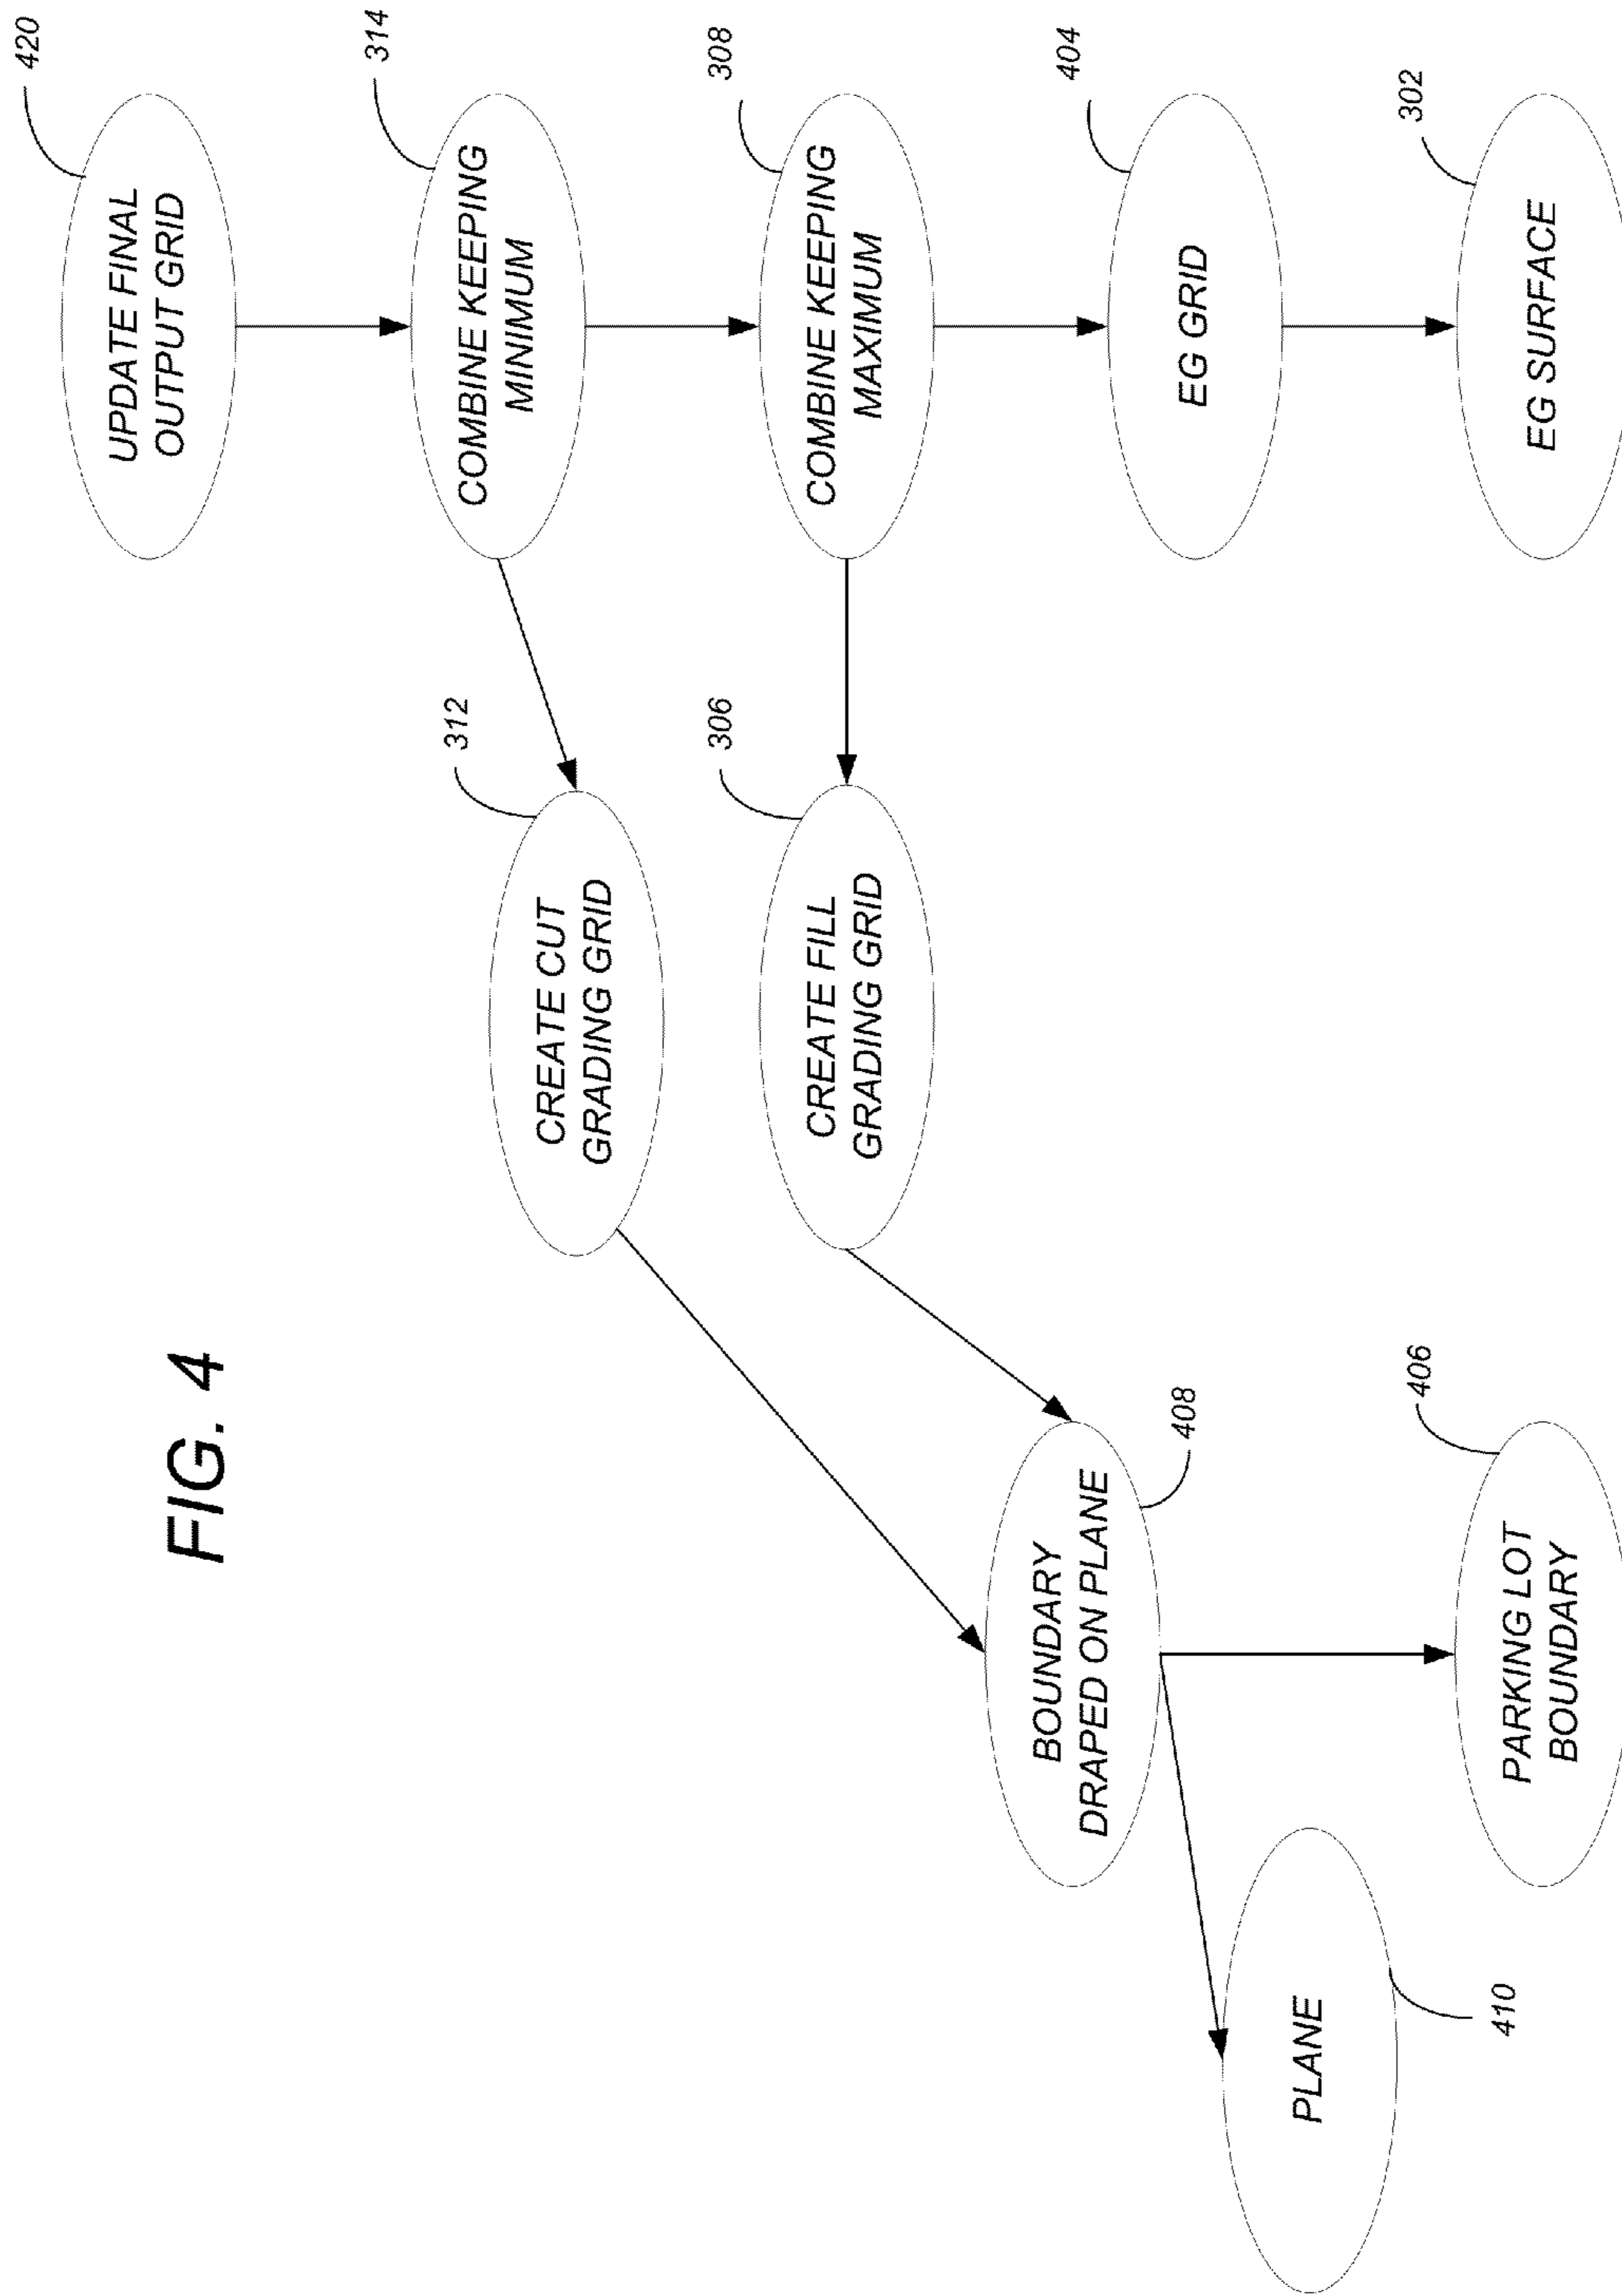 FIG. 4
420
UPDATE FINAL
OUTPUT GRID
314
COMBINE KEEPING
MINIMUM
308
COMBINE KEEPING
MAXIMUM
404
EG GRID
302
EG SURFACE
312
CREATE CUT
GRADING GRID
306
CREATE FILL
GRADING GRID
408
BOUNDARY
DRAPED ON PLANE
406
PARKING LOT
BOUNDARY
410
PLANE